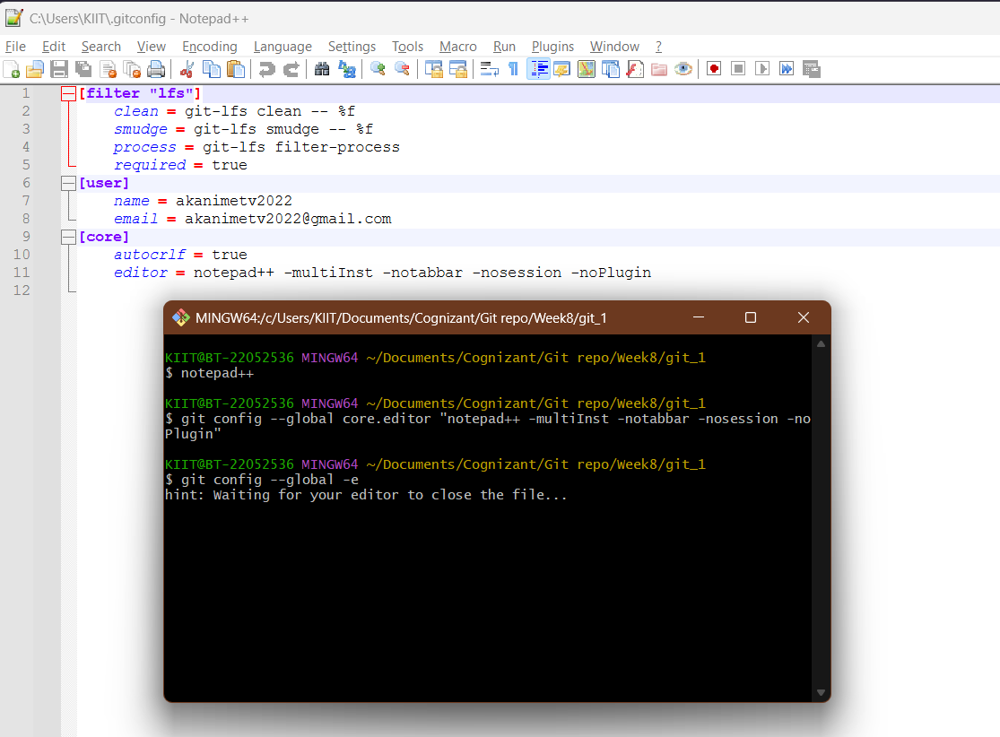 C:\Users\KIIT\.gitconfig - Notepad++
File Edit Search View Encoding Language Settings Tools Macro Run Plugins Window ?
1 [filter "lfs"]
2 clean = git-lfs clean -- %f
3 smudge = git-lfs smudge -- %f
4 process = git-lfs filter-process
5 required = true
6 [user]
7 name = akanimetv2022
8 email = akanimetv2022@gmail.com
9 [core]
10 autocrlf = true
11 editor = notepad++ -multiInst -notabbar -nosession -noPlugin
12
MINGW64:/c/Users/KIIT/Documents/Cognizant/Git repo/Week8/git_1
KIIT@BT-22052536 MINGW64 ~/Documents/Cognizant/Git repo/Week8/git_1
$ notepad++
KIIT@BT-22052536 MINGW64 ~/Documents/Cognizant/Git repo/Week8/git_1
$ git config --global core.editor "notepad++ -multiInst -notabbar -nosession -no
Plugin"
KIIT@BT-22052536 MINGW64 ~/Documents/Cognizant/Git repo/Week8/git_1
$ git config --global -e
hint: Waiting for your editor to close the file...